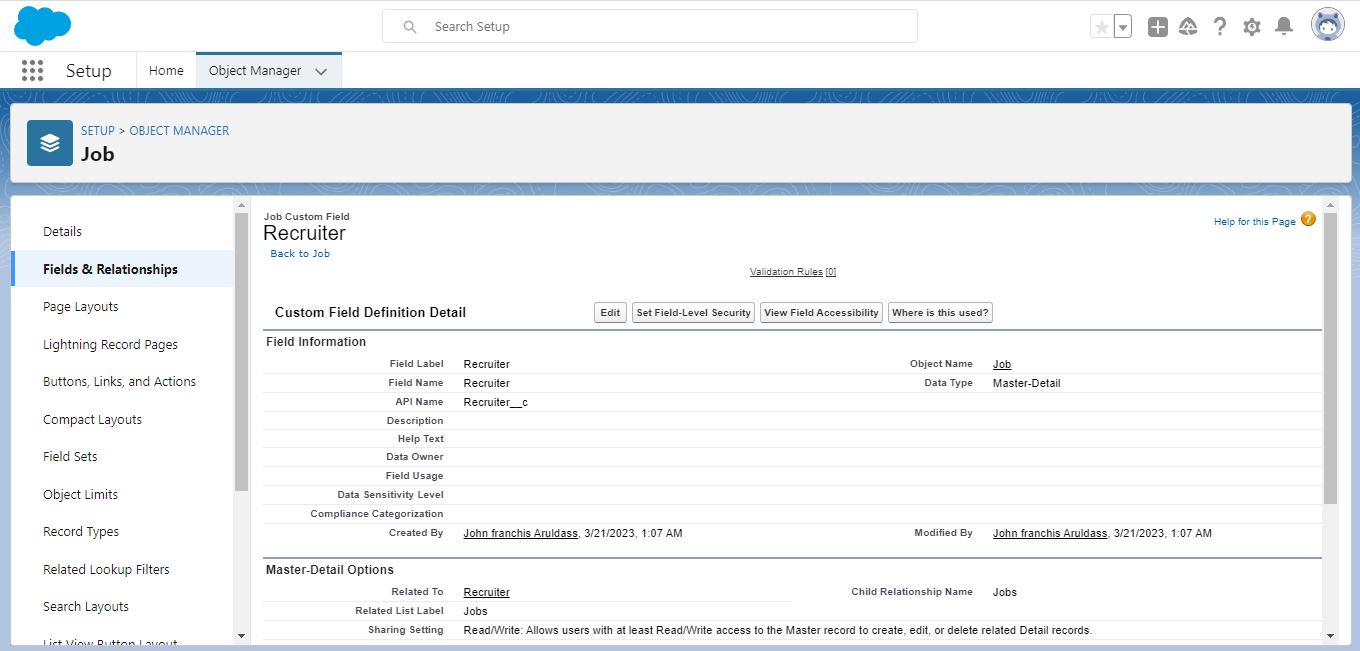 Search Setup
Setup
Home
Object Manager
SETUP > OBJECT MANAGER
Job
Details
Fields & Relationships
Page Layouts
Lightning Record Pages
Buttons, Links, and Actions
Compact Layouts
Field Sets
Object Limits
Record Types
Related Lookup Filters
Search Layouts
List View Button Layout
Job Custom Field
Recruiter
Back to Job
Help for this Page ?
Validation Rules [0]
Custom Field Definition Detail
Edit
Set Field-Level Security
View Field Accessibility
Where is this used?
Field Information
Field Label Recruiter Object Name Job
Field Name Recruiter Data Type Master-Detail
API Name Recruiter__c
Description
Help Text
Data Owner
Field Usage
Data Sensitivity Level
Compliance Categorization
Created By John franchis Aruldass, 3/21/2023, 1:07 AM Modified By John franchis Aruldass, 3/21/2023, 1:07 AM
Master-Detail Options
Related To Recruiter Child Relationship Name Jobs
Related List Label Jobs
Sharing Setting Read/Write: Allows users with at least Read/Write access to the Master record to create, edit, or delete related Detail records.